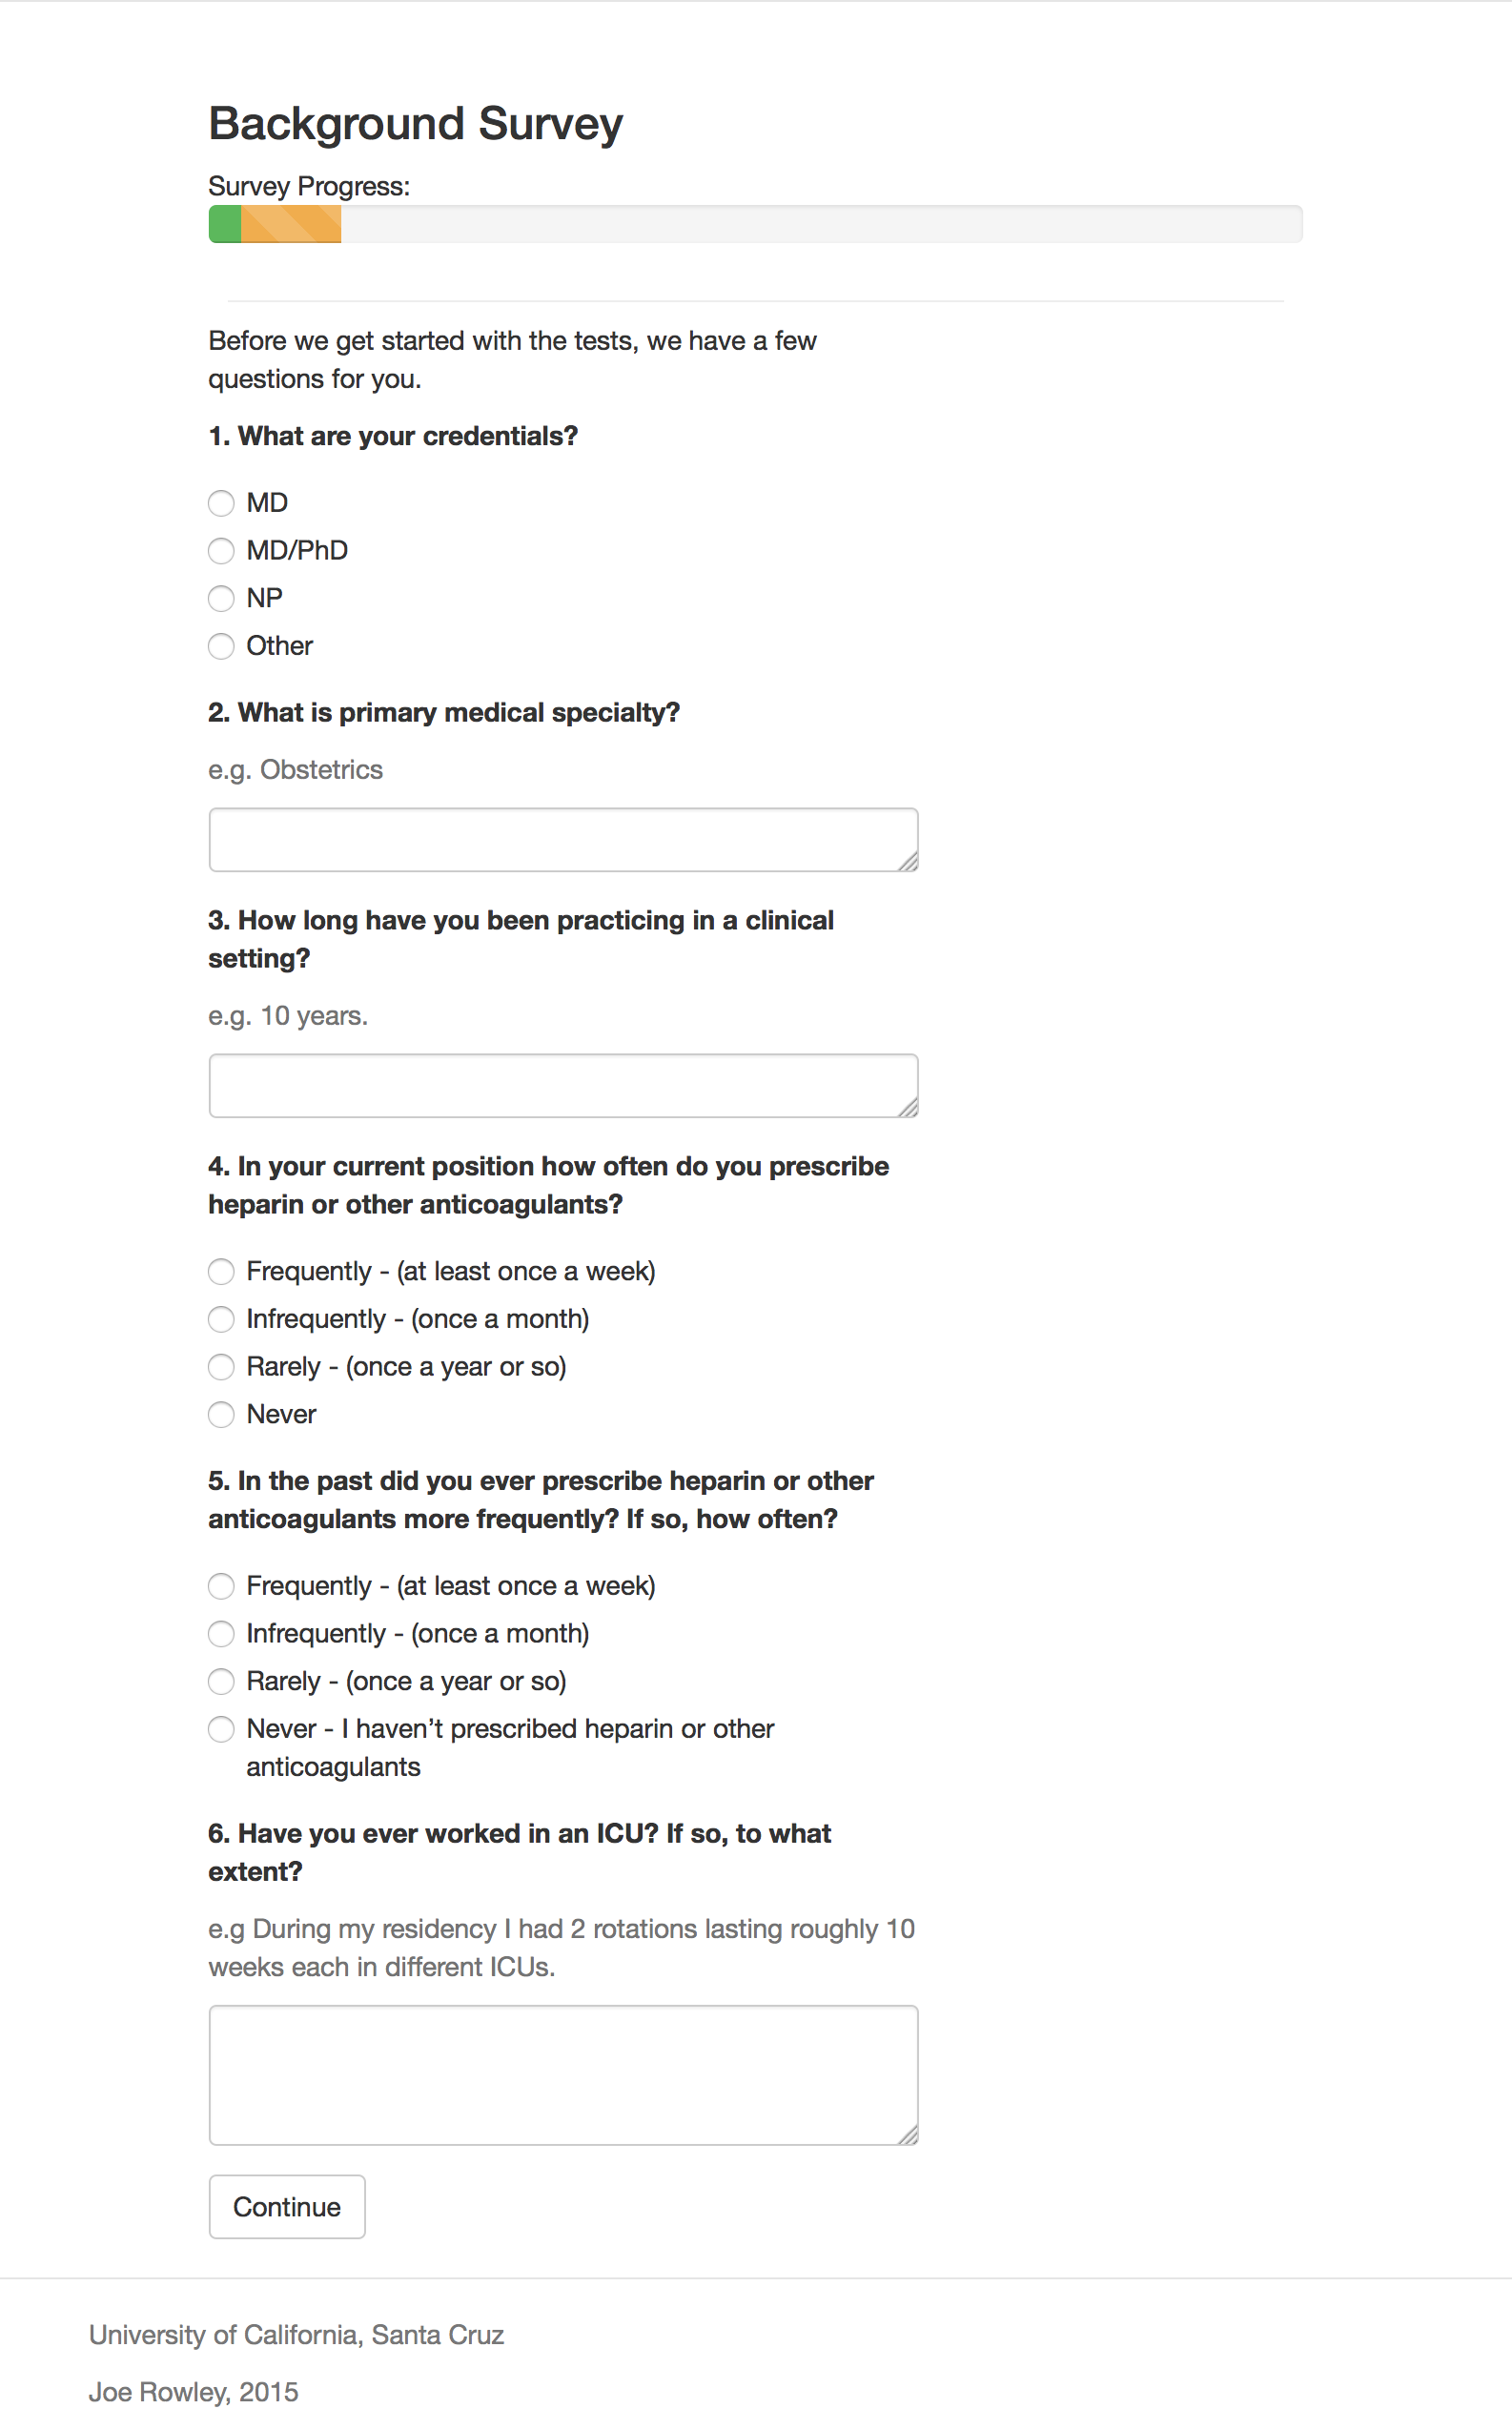 Background Survey
Survey Progress:
Before we get started with the tests, we have a few
questions for you.
1. What are your credentials?
MD
MD/PhD
NP
Other
2. What is primary medical specialty?
e.g. Obstetrics
3. How long have you been practicing in a clinical
setting?
e.g. 10 years.
4. In your current position how often do you prescribe
heparin or other anticoagulants?
Frequently - (at least once a week)
Infrequently - (once a month)
Rarely - (once a year or so)
Never
5. In the past did you ever prescribe heparin or other
anticoagulants more frequently? If so, how often?
Frequently - (at least once a week)
Infrequently - (once a month)
Rarely - (once a year or so)
Never - I haven’t prescribed heparin or other
anticoagulants
6. Have you ever worked in an ICU? If so, to what
extent?
e.g During my residency I had 2 rotations lasting roughly 10
weeks each in different ICUs.
Continue
University of California, Santa Cruz
Joe Rowley, 2015